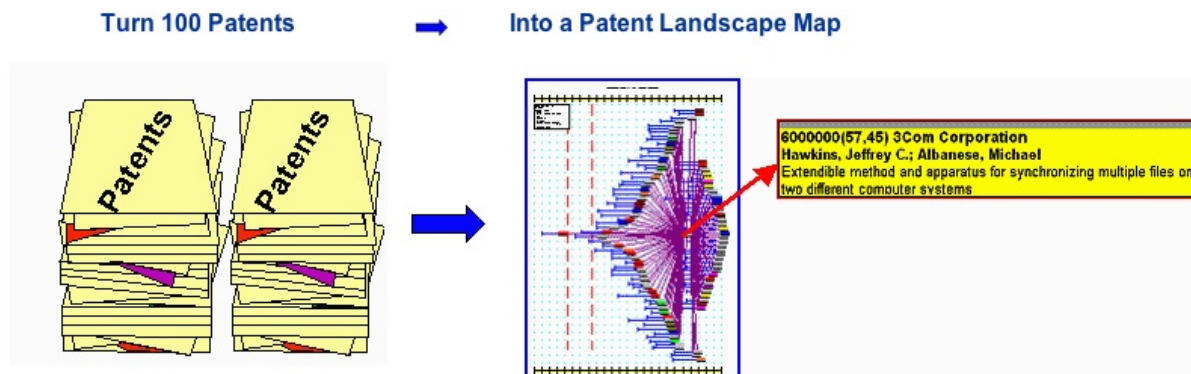 Turn 100 Patents
Into a Patent Landscape Map
Patents
Patents
6000000(57,45) 3Com Corporation
Hawkins, Jeffrey C.; Albanese, Michael
Extendible method and apparatus for synchronizing multiple files on
two different computer systems